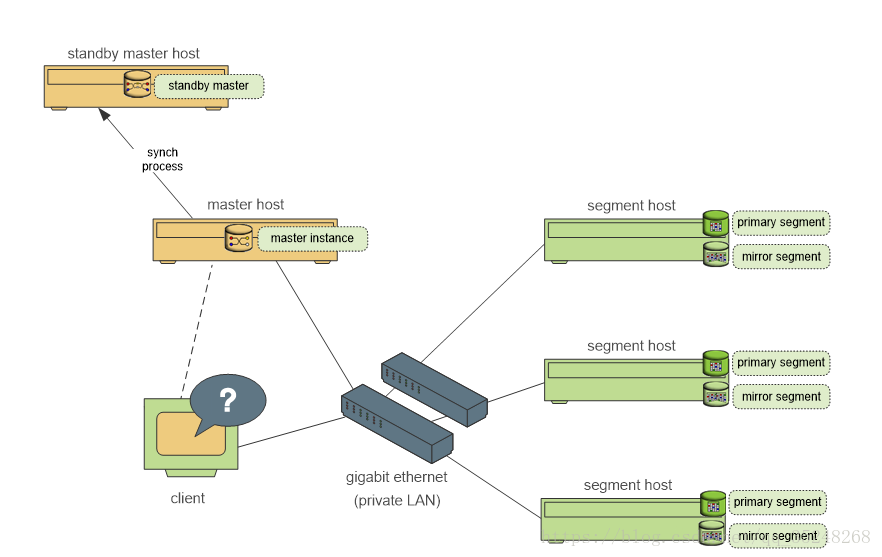 standby master host
standby master
synch
process
master host
master instance
segment host
primary segment
mirror segment
segment host
primary segment
mirror segment
?
client
gigabit ethernet
(private LAN)
segment host
primary segment
mirror segment